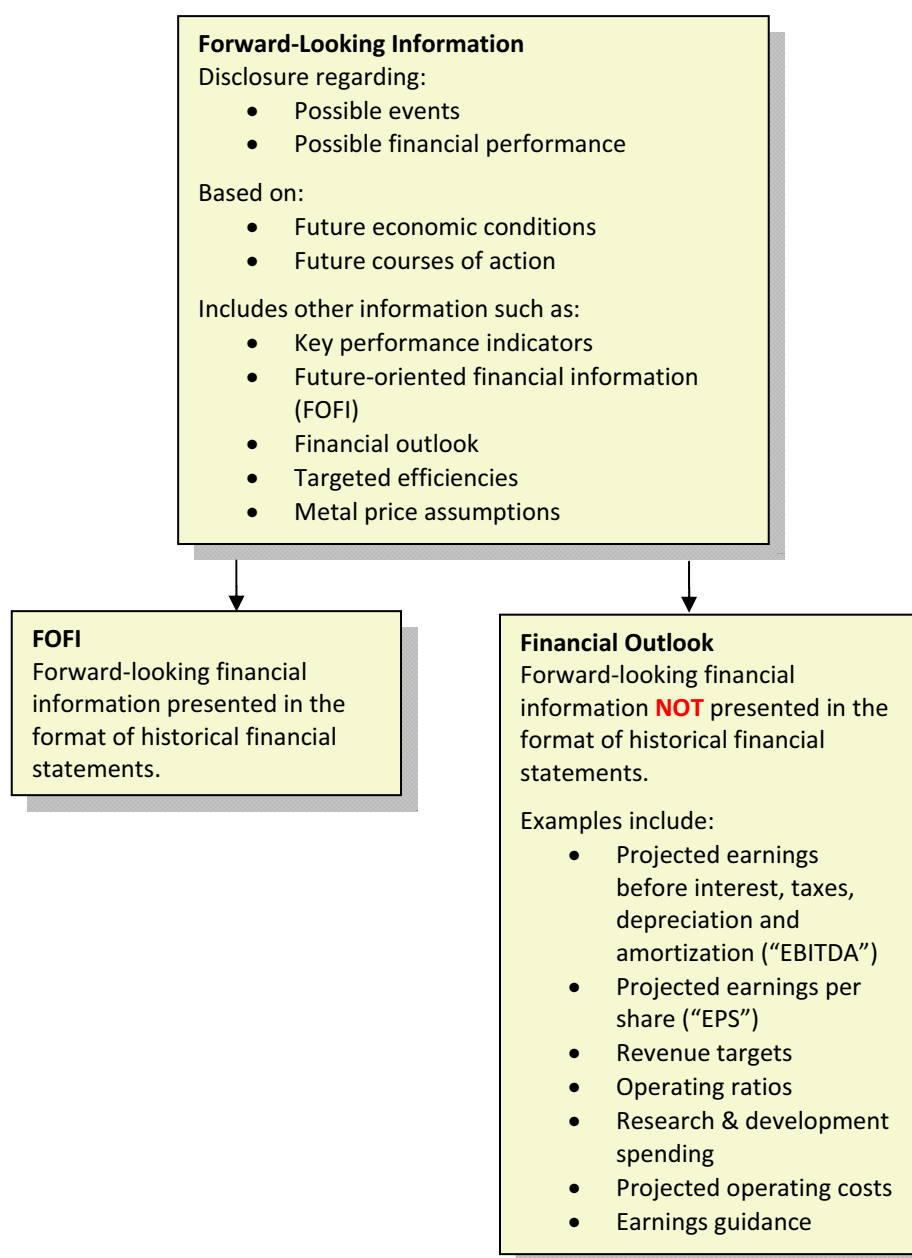 Forward-Looking Information
Disclosure regarding:
• Possible events
• Possible financial performance
Based on:
• Future economic conditions
• Future courses of action
Includes other information such as:
• Key performance indicators
• Future-oriented financial information
(FOFI)
• Financial outlook
• Targeted efficiencies
• Metal price assumptions
FOFI
Forward-looking financial
information presented in the
format of historical financial
statements.
Financial Outlook
Forward-looking financial
information NOT presented in the
format of historical financial
statements.
Examples include:
• Projected earnings
before interest, taxes,
depreciation and
amortization (“EBITDA”)
• Projected earnings per
share (“EPS”)
• Revenue targets
• Operating ratios
• Research & development
spending
• Projected operating costs
• Earnings guidance